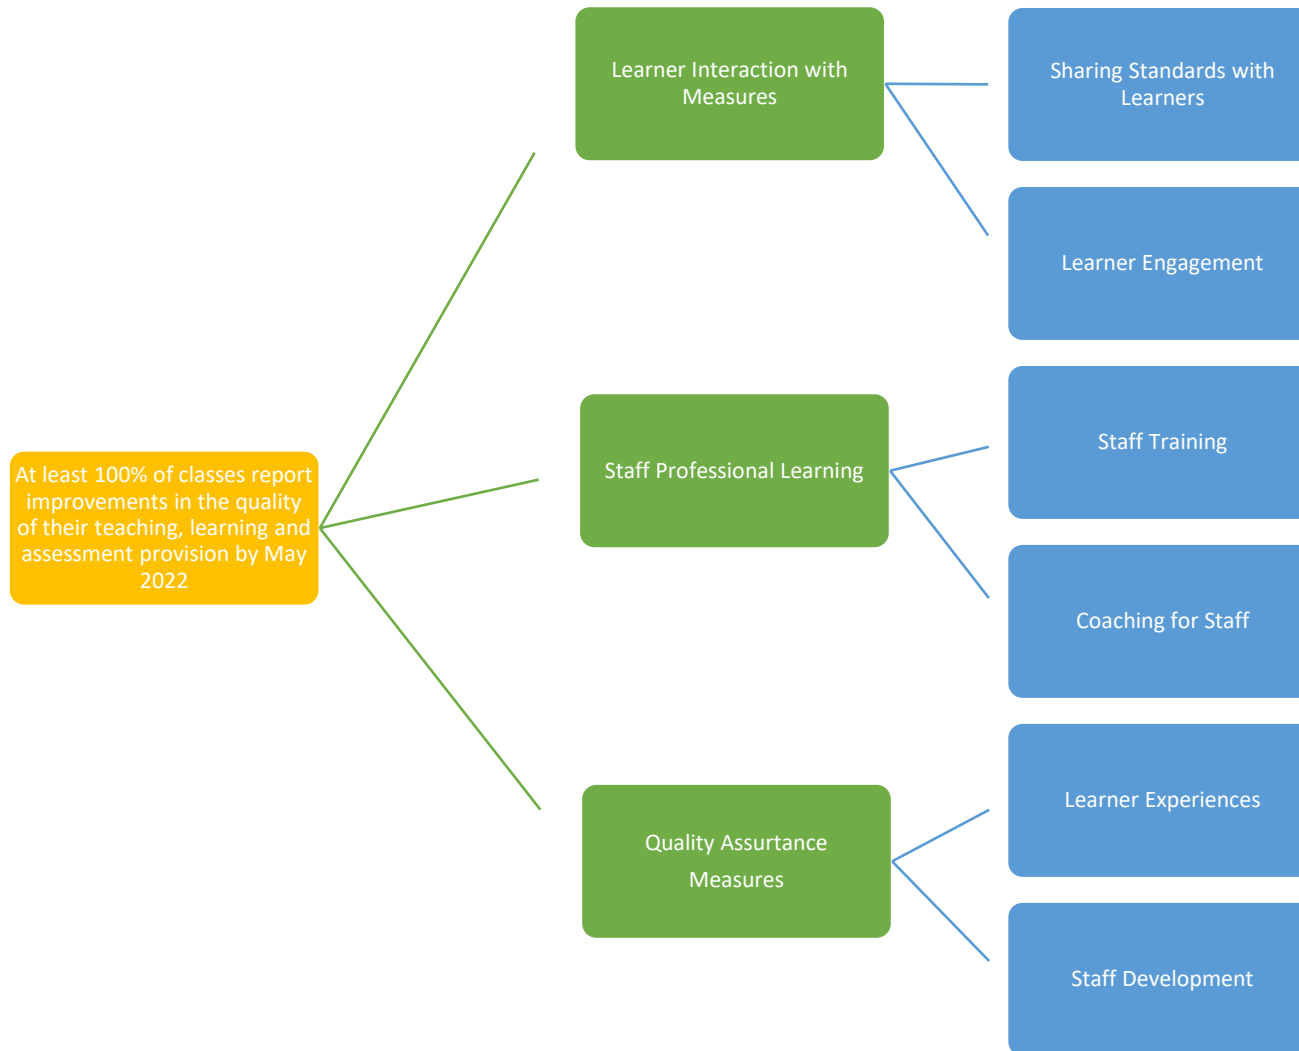 At least 100% of classes report
improvements in the quality
of their teaching, learning and
assessment provision by May
2022
Learner Interaction with
Measures
Sharing Standards with
Learners
Learner Engagement
Staff Professional Learning
Staff Training
Coaching for Staff
Quality Assurtance
Measures
Learner Experiences
Staff Development